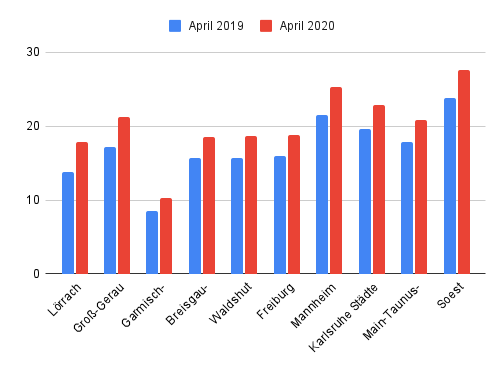 April 2019 April 2020
30
20
10
0
Lörrach
Groß-Gerau
Garmisch-
Breisgau-
Waldshut
Freiburg
Mannheim
Karlsruhe Städte
Main-Taunus-
Soest